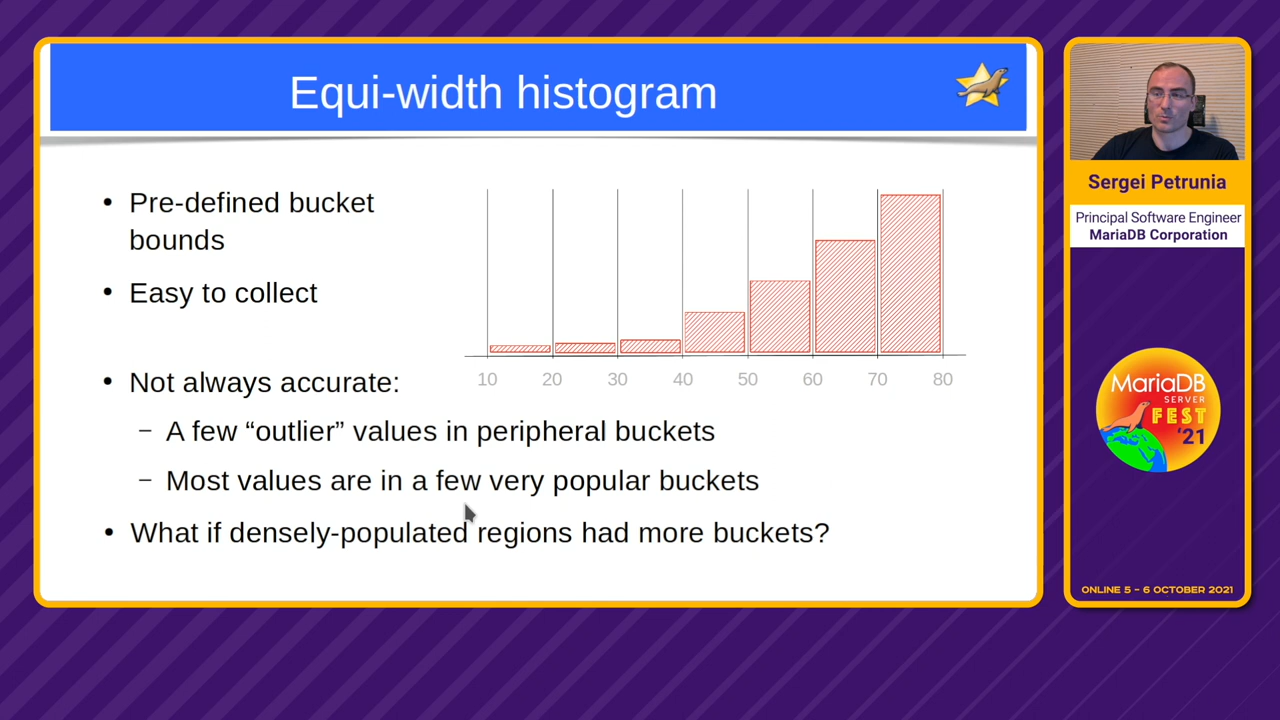 Equi-width histogram
• Pre-defined bucket
bounds
• Easy to collect
• Not always accurate:
– A few “outlier” values in peripheral buckets
– Most values are in a few very popular buckets
• What if densely-populated regions had more buckets?
10 20 30 40 50 60 70 80
Sergei Petrunia
Principal Software Engineer
MariaDB Corporation
MariaDB
SERVER
FEST
'21
ONLINE 5 – 6 OCTOBER 2021